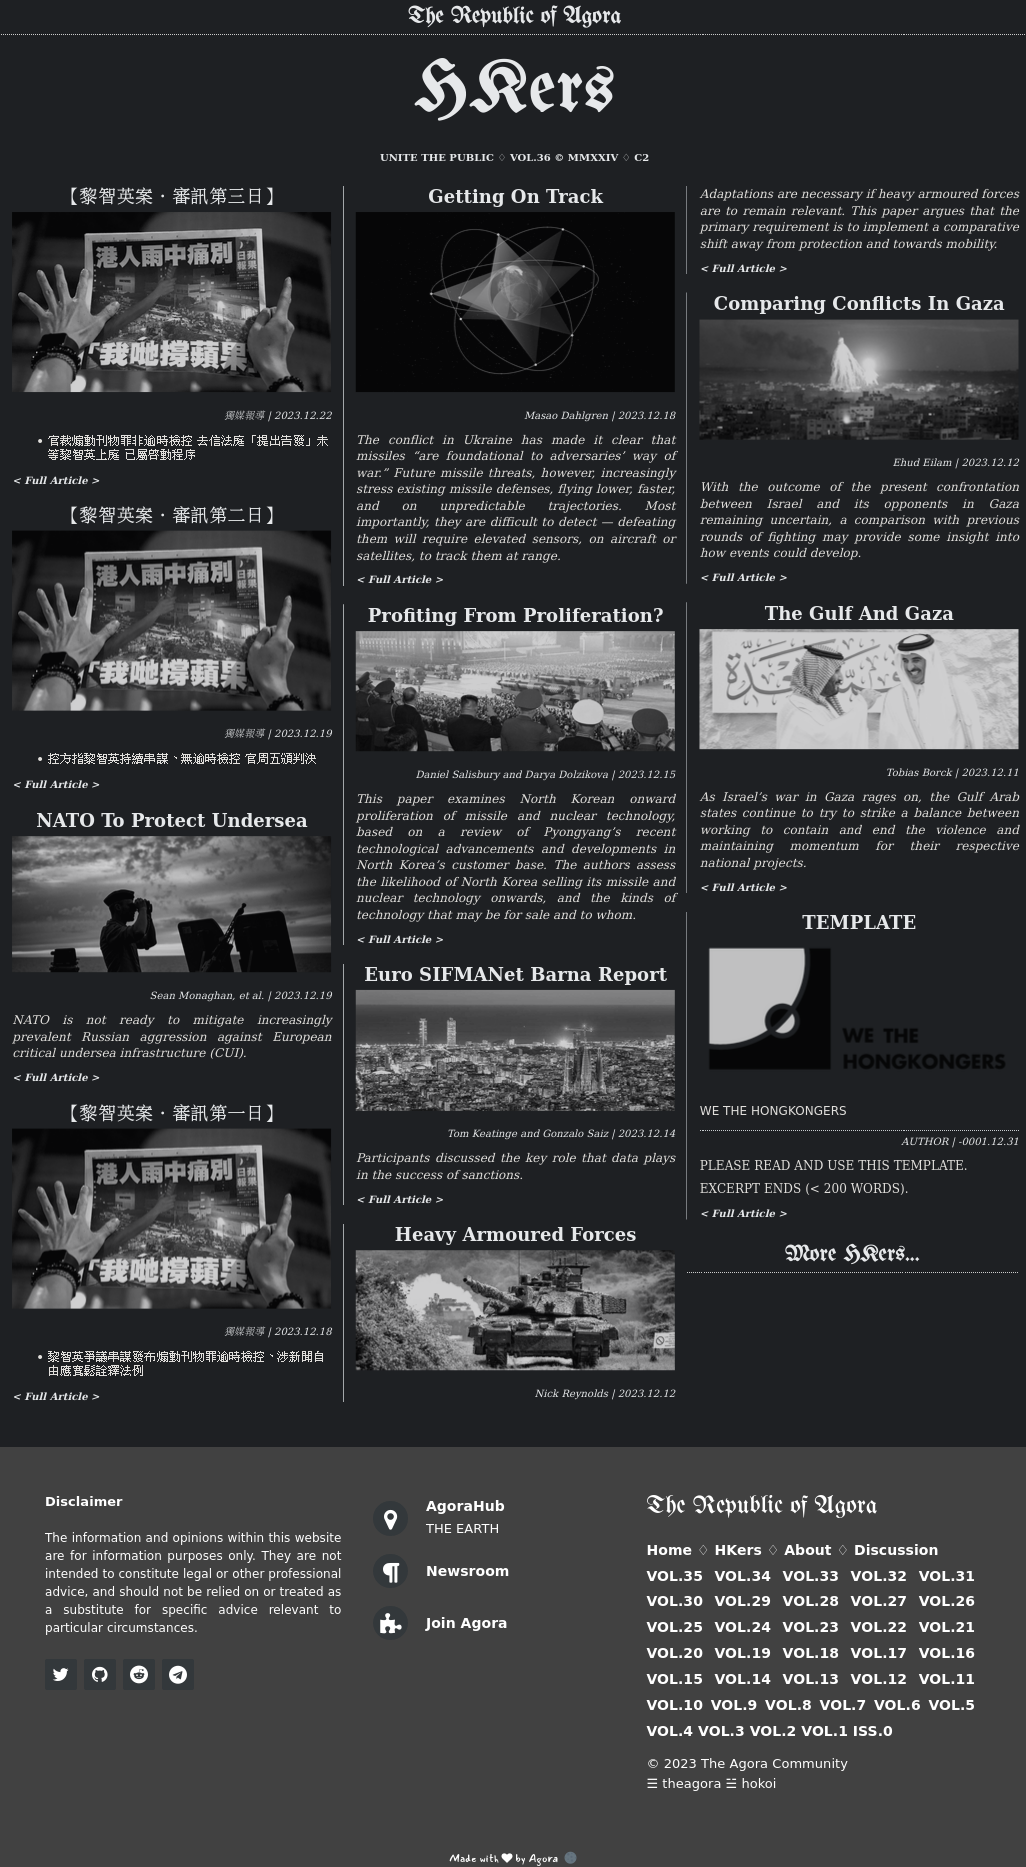 The Republic of Agora
HKers
UNITE THE PUBLIC ♢ VOL.36 © MMXXIV ♢ C2
【黎智英案・審訊第三日】
港人雨中痛別
蘋果日報
「我哋撐蘋果
獨媒報導 | 2023.12.22
• 官裁煽動刊物罪非逾時檢控 去信法庭「提出告發」未
等黎智英上庭 已屬啓動程序
< Full Article >
【黎智英案・審訊第二日】
港人雨中痛別
蘋果日報
「我哋撐蘋果
獨媒報導 | 2023.12.19
• 控方指黎智英持續串謀、無逾時檢控 官周五頒判決
< Full Article >
NATO To Protect Undersea
Sean Monaghan, et al. | 2023.12.19
NATO is not ready to mitigate increasingly
prevalent Russian aggression against European
critical undersea infrastructure (CUI).
< Full Article >
【黎智英案・審訊第一日】
港人雨中痛別
蘋果日報
「我哋撐蘋果
獨媒報導 | 2023.12.18
• 黎智英爭議串謀發布煽動刊物罪逾時檢控、涉新聞自
由應寬鬆詮釋法例
< Full Article >
Getting On Track
Masao Dahlgren | 2023.12.18
The conflict in Ukraine has made it clear that
missiles “are foundational to adversaries’ way of
war.” Future missile threats, however, increasingly
stress existing missile defenses, flying lower, faster,
and on unpredictable trajectories. Most
importantly, they are difficult to detect — defeating
them will require elevated sensors, on aircraft or
satellites, to track them at range.
< Full Article >
Profiting From Proliferation?
Daniel Salisbury and Darya Dolzikova | 2023.12.15
This paper examines North Korean onward
proliferation of missile and nuclear technology,
based on a review of Pyongyang’s recent
technological advancements and developments in
North Korea’s customer base. The authors assess
the likelihood of North Korea selling its missile and
nuclear technology onwards, and the kinds of
technology that may be for sale and to whom.
< Full Article >
Euro SIFMANet Barna Report
Tom Keatinge and Gonzalo Saiz | 2023.12.14
Participants discussed the key role that data plays
in the success of sanctions.
< Full Article >
Heavy Armoured Forces
Nick Reynolds | 2023.12.12
Adaptations are necessary if heavy armoured forces
are to remain relevant. This paper argues that the
primary requirement is to implement a comparative
shift away from protection and towards mobility.
< Full Article >
Comparing Conflicts In Gaza
Ehud Eilam | 2023.12.12
With the outcome of the present confrontation
between Israel and its opponents in Gaza
remaining uncertain, a comparison with previous
rounds of fighting may provide some insight into
how events could develop.
< Full Article >
The Gulf And Gaza
Tobias Borck | 2023.12.11
As Israel’s war in Gaza rages on, the Gulf Arab
states continue to try to strike a balance between
working to contain and end the violence and
maintaining momentum for their respective
national projects.
< Full Article >
TEMPLATE
WE THE
HONGKONGERS
WE THE HONGKONGERS
AUTHOR | -0001.12.31
PLEASE READ AND USE THIS TEMPLATE.
EXCERPT ENDS (< 200 WORDS).
< Full Article >
More HKers...
Disclaimer
The information and opinions within this website
are for information purposes only. They are not
intended to constitute legal or other professional
advice, and should not be relied on or treated as
a substitute for specific advice relevant to
particular circumstances.
AgoraHub
THE EARTH
Newsroom
Join Agora
The Republic of Agora
Home ♢ HKers ♢ About ♢ Discussion
VOL.35 VOL.34 VOL.33 VOL.32 VOL.31
VOL.30 VOL.29 VOL.28 VOL.27 VOL.26
VOL.25 VOL.24 VOL.23 VOL.22 VOL.21
VOL.20 VOL.19 VOL.18 VOL.17 VOL.16
VOL.15 VOL.14 VOL.13 VOL.12 VOL.11
VOL.10 VOL.9 VOL.8 VOL.7 VOL.6 VOL.5
VOL.4 VOL.3 VOL.2 VOL.1 ISS.0
© 2023 The Agora Community
☰ theagora ☱ hokoi
Made with ♥ by Agora